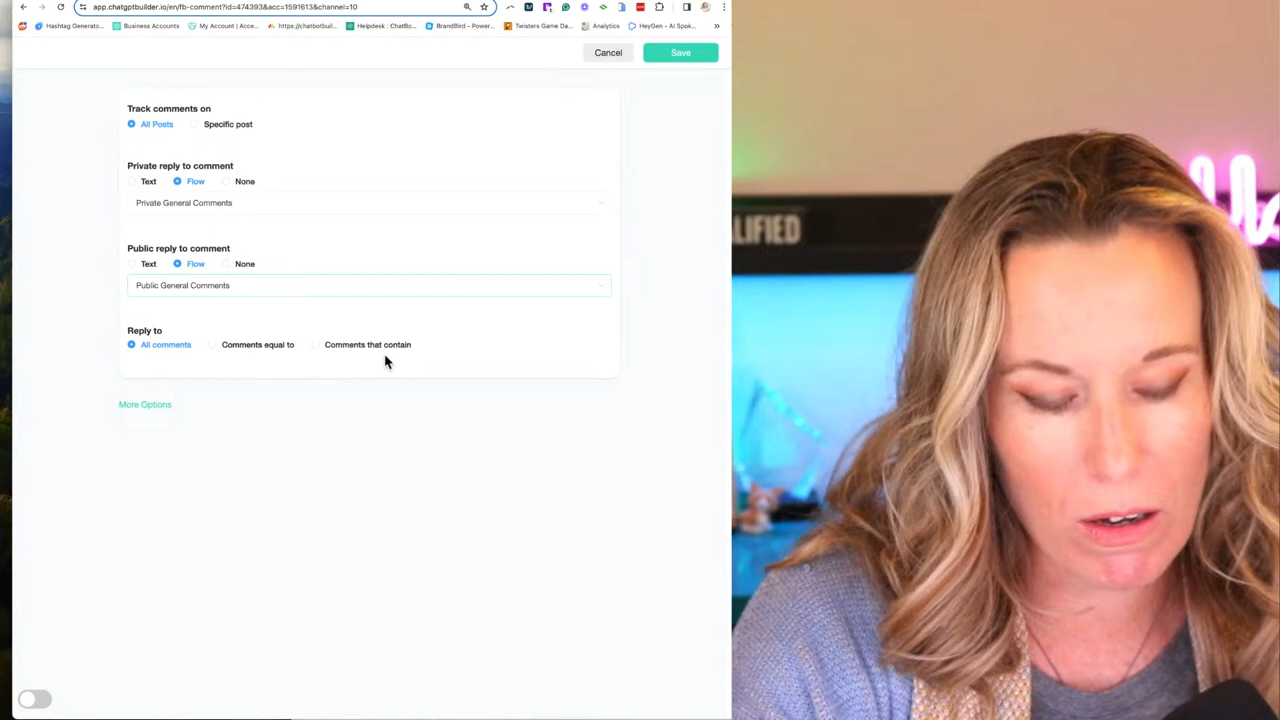 app.chatgptbuilder.io/en/fb-comment?id=474393&acc=1591613&channel=10
Hashtag Generato...
Business Accounts
My Account | Acce...
https://chatbotbuil...
Helpdesk : ChatBo...
BrandBird – Power...
Twisters Game Da...
Analytics
HeyGen - AI Spok...
Cancel
Save
Track comments on
All Posts
Specific post
Private reply to comment
Text
Flow
None
Private General Comments
Public reply to comment
Text
Flow
None
Public General Comments
Reply to
All comments
Comments equal to
Comments that contain
More Options
ALIFIED